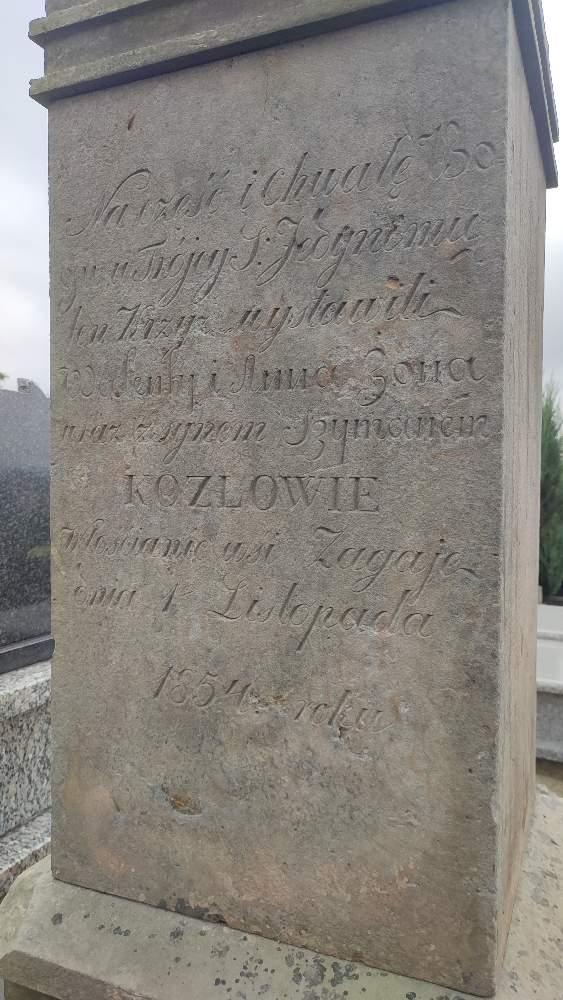 Na cześć i chwałę Bo
gu w Trójcy S: Jedynemu
ten Krzyż wystawili
Walenty i Anna Żona
wraz z synem Szymanem
KOZŁOWIE
Włościanie wsi Zagaje
dnia 1 Listopada
1854 roku